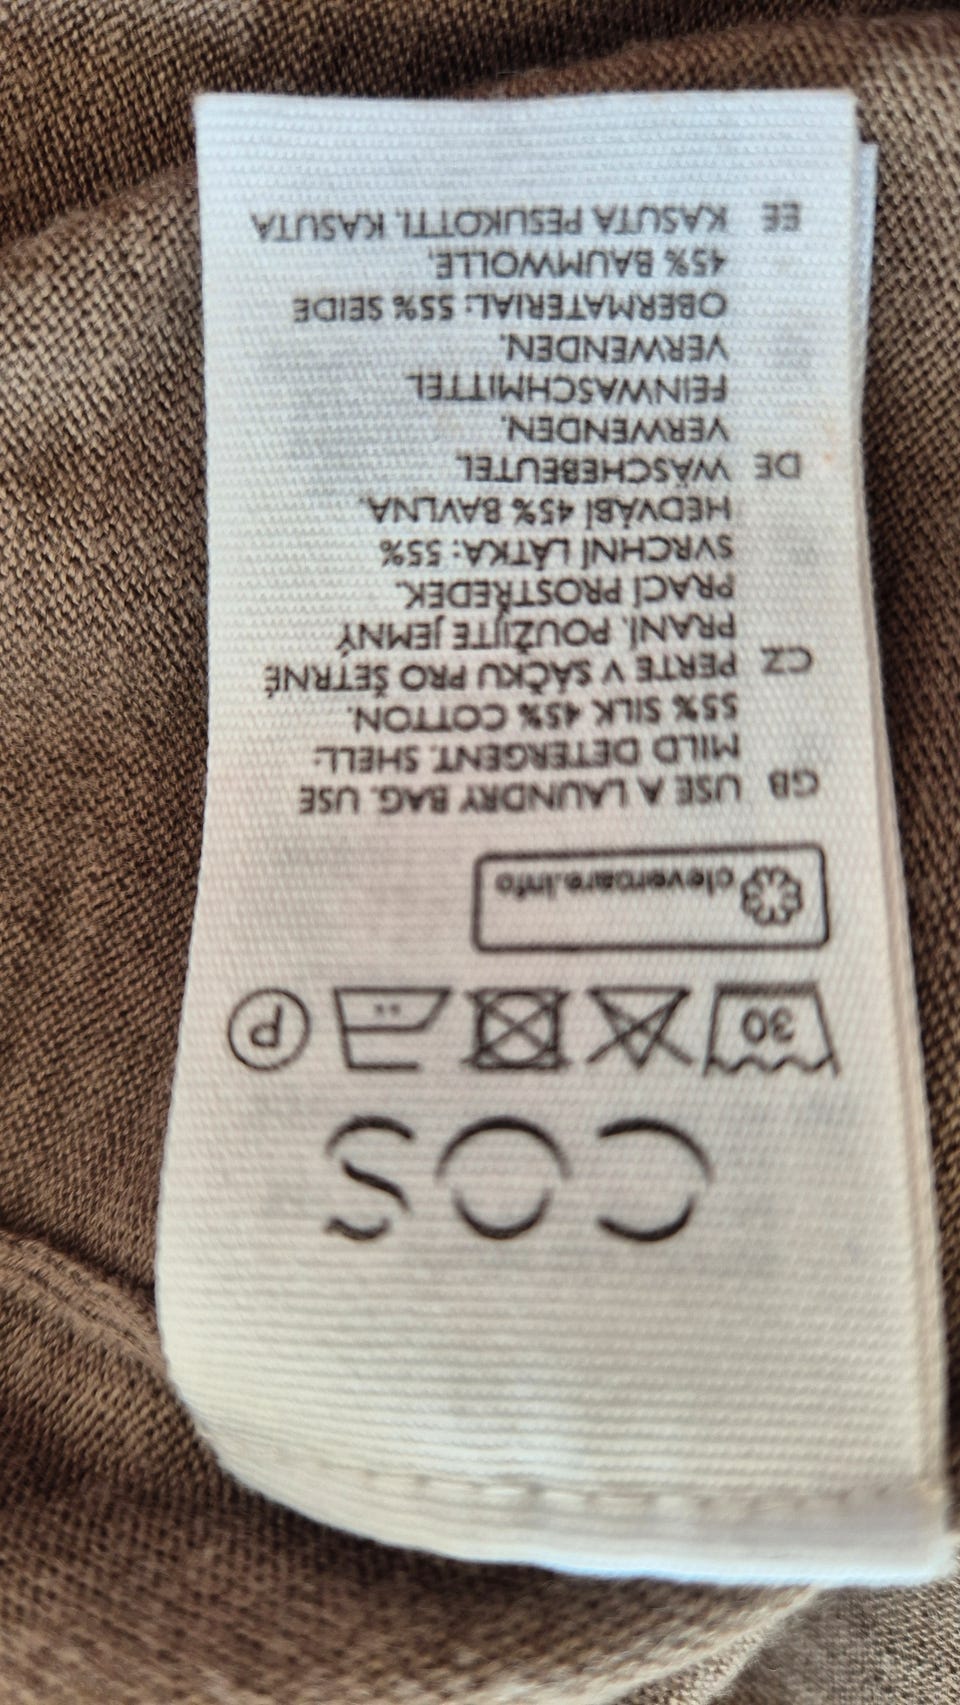 COS
30 P
clevercare.info
GB USE A LAUNDRY BAG. USE
MILD DETERGENT. SHELL:
55% SILK 45% COTTON.
CZ PERTE V SÁČKU PRO ŠETRNÉ
PRANÍ. POUŽIJTE JEMNÝ
PRACÍ PROSTŘEDEK.
SVRCHNÍ LÁTKA: 55%
HEDVÁBÍ 45% BAVLNA.
DE WÄSCHEBEUTEL
VERWENDEN.
FEINWASCHMITTEL
VERWENDEN.
OBERMATERIAL: 55% SEIDE
45% BAUMWOLLE.
EE KASUTA PESUKOTTI. KASUTA